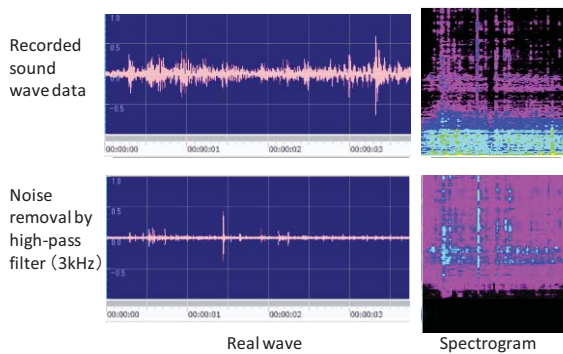 Recorded
sound
wave data
1.0
0.5
-0.5
00:00:00 00:00:01 00:00:02 00:00:03
Noise
removal by
high-pass
filter (3kHz)
1.0
0.5
-0.5
00:00:00 00:00:01 00:00:02 00:00:03
Real wave Spectrogram